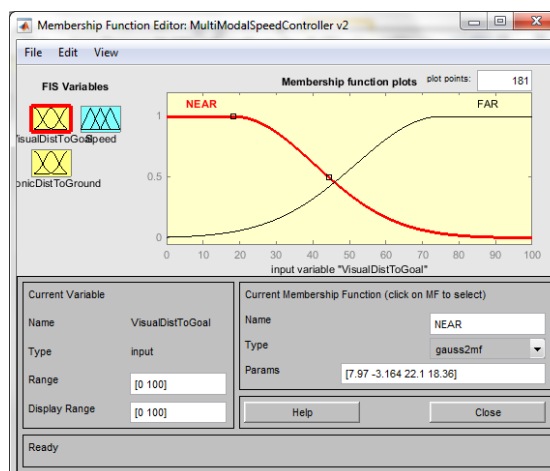 Membership Function Editor: MultiModalSpeedController v2
File Edit View
FIS Variables
Membership function plots plot points: 181
NEAR FAR
isualDistToGoal Speed
onicDistToGround
1
0.5
0
0 10 20 30 40 50 60 70 80 90 100
input variable "VisualDistToGoal"
Current Variable
Name VisualDistToGoal
Type input
Range [0 100]
Display Range [0 100]
Current Membership Function (click on MF to select)
Name NEAR
Type gauss2mf
Params [7.97 -3.164 22.1 18.36]
Help Close
Ready